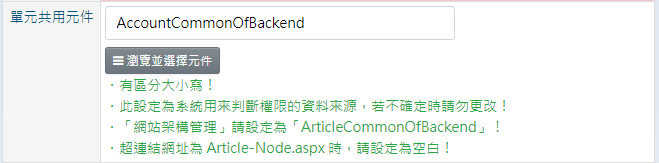 單元共用元件
AccountCommonOfBackend
瀏覽並選擇元件
・有區分大小寫！
・此設定為系統用來判斷權限的資料來源，若不確定時請勿更改！
・「網站架構管理」請設定為「ArticleCommonOfBackend」！
・超連結網址為 Article-Node.aspx 時，請設定為空白！